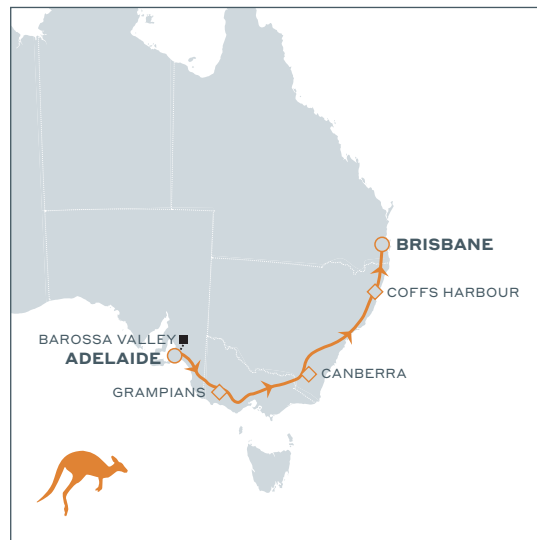 BRISBANE
COFFS HARBOUR
BAROSSA VALLEY
ADELAIDE
CANBERRA
GRAMPIANS